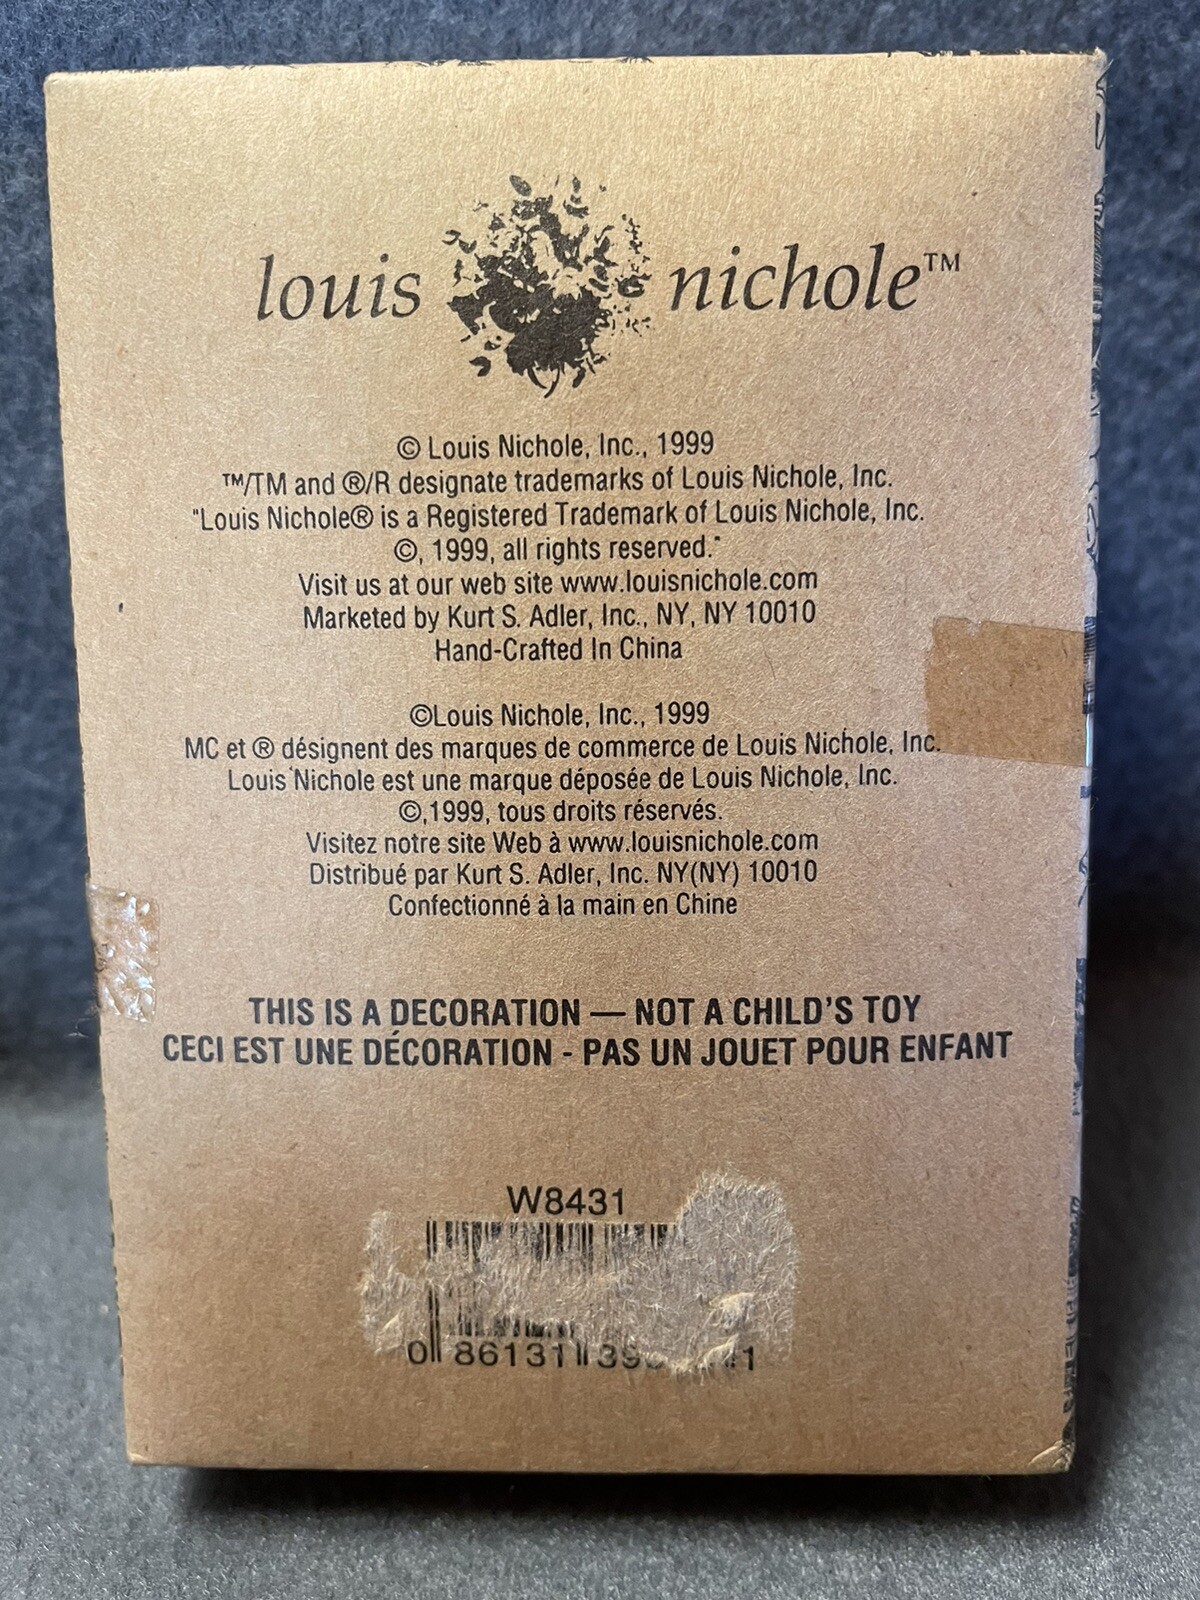 louis nichole™
© Louis Nichole, Inc., 1999
™/TM and ®/R designate trademarks of Louis Nichole, Inc.
"Louis Nichole® is a Registered Trademark of Louis Nichole, Inc.
©, 1999, all rights reserved."
Visit us at our web site www.louisnichole.com
Marketed by Kurt S. Adler, Inc., NY, NY 10010
Hand-Crafted In China
©Louis Nichole, Inc., 1999
MC et ® désignent des marques de commerce de Louis Nichole, Inc.
Louis Nichole est une marque déposée de Louis Nichole, Inc.
©,1999, tous droits réservés.
Visitez notre site Web à www.louisnichole.com
Distribué par Kurt S. Adler, Inc. NY(NY) 10010
Confectionné à la main en Chine
THIS IS A DECORATION — NOT A CHILD'S TOY
CECI EST UNE DÉCORATION - PAS UN JOUET POUR ENFANT
W8431
0 86131 1